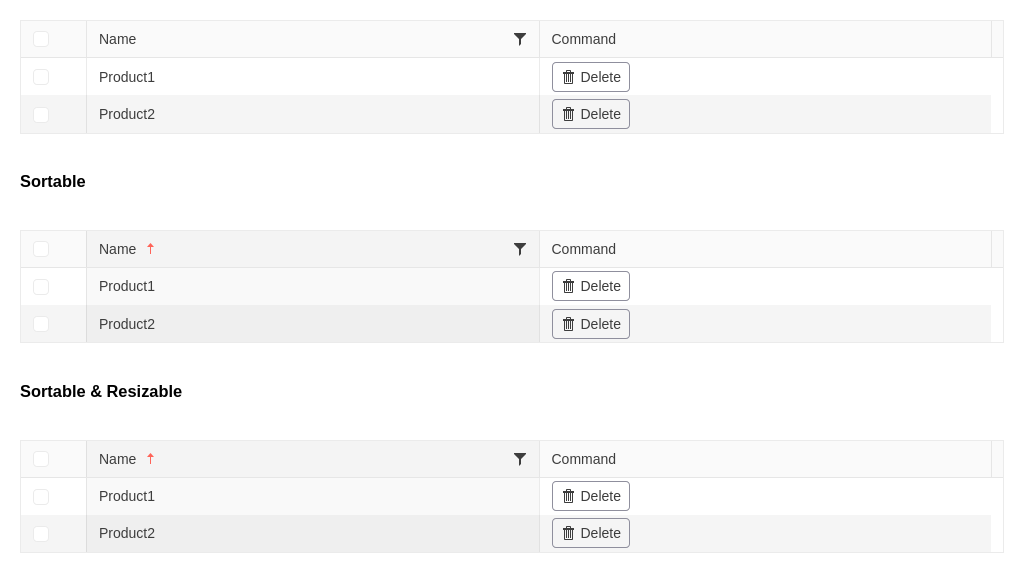 Name Command
Product1 Delete
Product2 Delete
Sortable
Name Command
Product1 Delete
Product2 Delete
Sortable & Resizable
Name Command
Product1 Delete
Product2 Delete